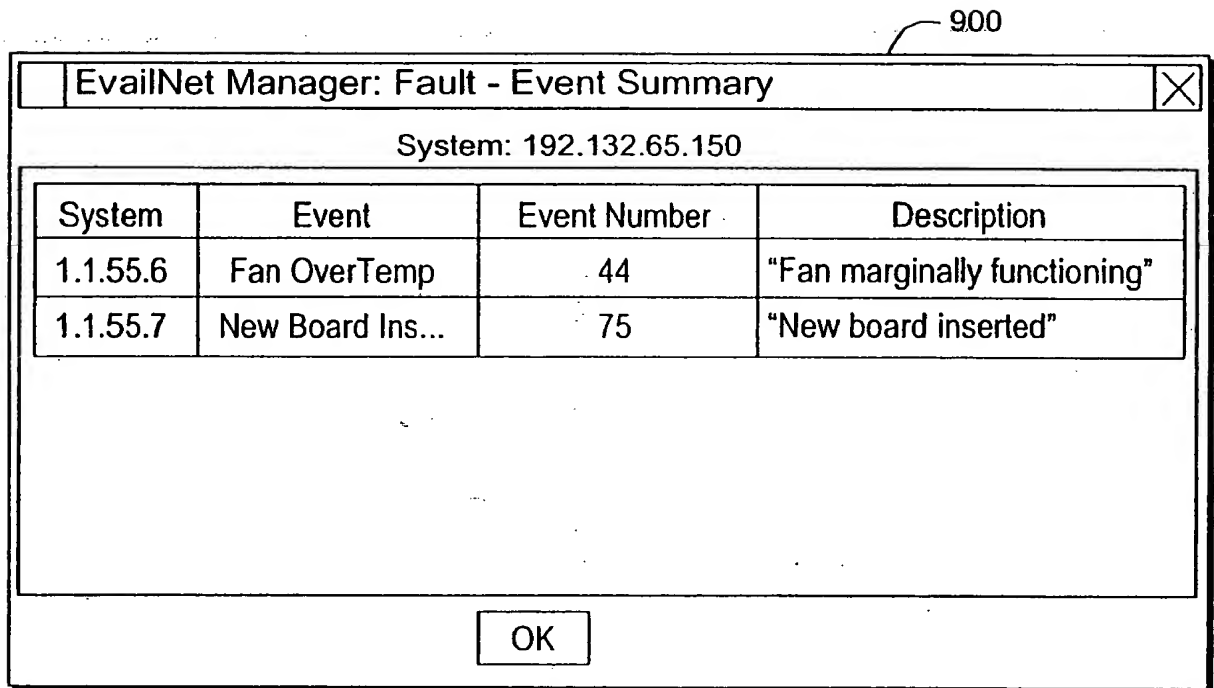 900
EvailNet Manager: Fault - Event Summary
System: 192.132.65.150
System Event Event Number Description
1.1.55.6 Fan OverTemp 44 "Fan marginally functioning"
1.1.55.7 New Board Ins... 75 "New board inserted"
OK